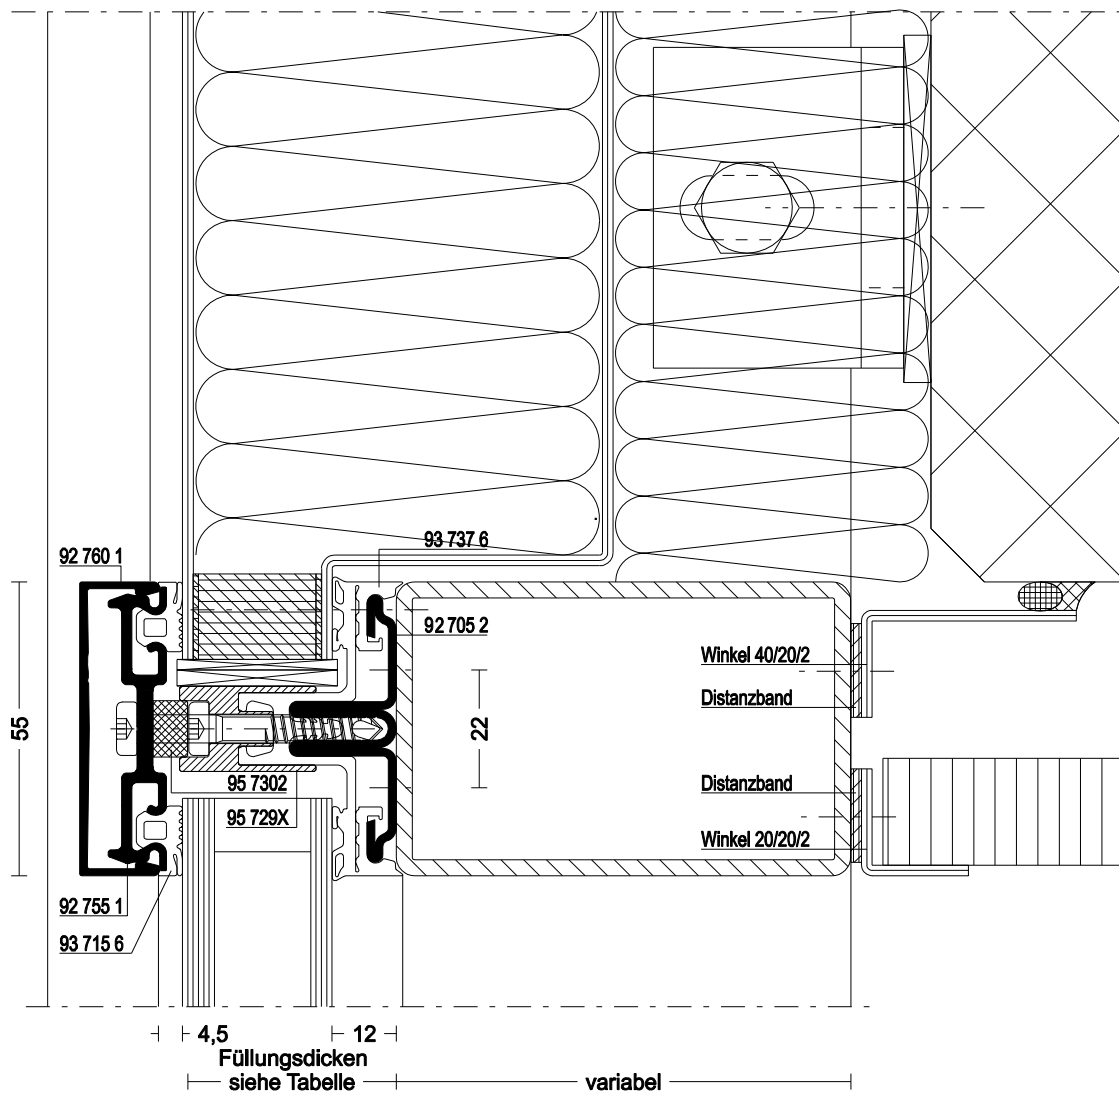 93 737 6
92 760 1
92 705 2
Winkel 40/20/2
Distanzband
55
22
95 7302
Distanzband
95 729X
Winkel 20/20/2
92 755 1
93 715 6
4,5
12
Füllungsdicken
siehe Tabelle
variabel